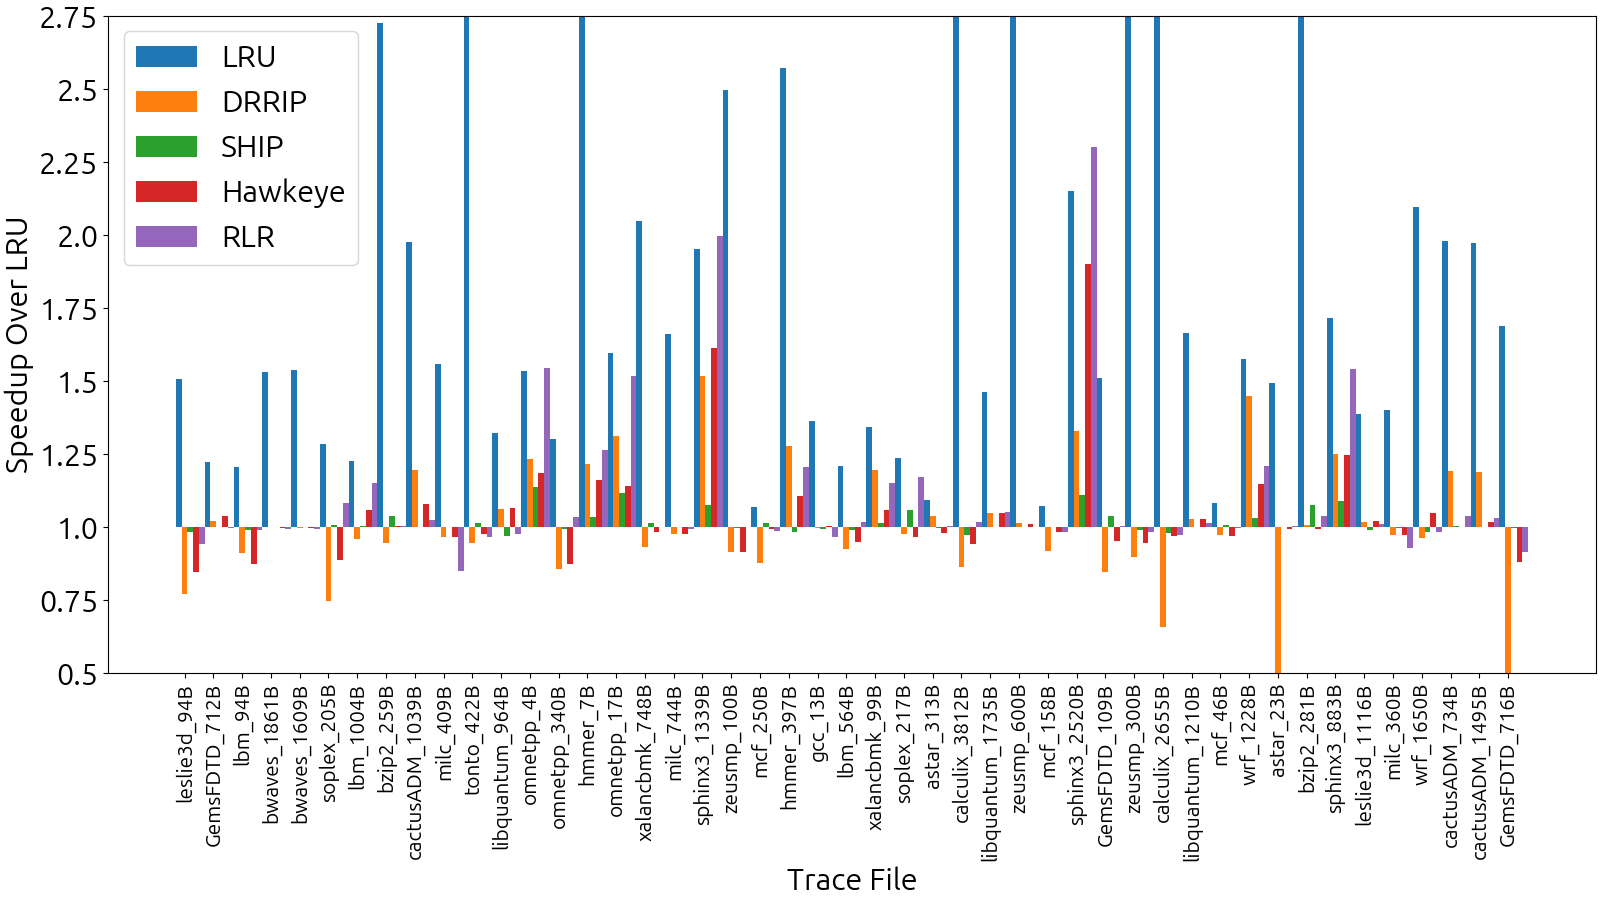 2.75
2.5
2.25
2.0
1.75
1.5
1.25
1.0
0.75
0.5
Speedup Over LRU
LRU
DRRIP
SHIP
Hawkeye
RLR
leslie3d_94B
GemsFDTD_712B
lbm_94B
bwaves_1861B
bwaves_1609B
soplex_205B
lbm_1004B
bzip2_259B
cactusADM_1039B
milc_409B
tonto_422B
libquantum_964B
omnetpp_4B
omnetpp_340B
hmmer_7B
omnetpp_17B
xalancbmk_748B
milc_744B
sphinx3_1339B
zeusmp_100B
mcf_250B
hmmer_397B
gcc_13B
lbm_564B
xalancbmk_99B
soplex_217B
astar_313B
calculix_3812B
libquantum_1735B
zeusmp_600B
mcf_158B
sphinx3_2520B
GemsFDTD_109B
zeusmp_300B
calculix_2655B
libquantum_1210B
mcf_46B
wrf_1228B
astar_23B
bzip2_281B
sphinx3_883B
leslie3d_1116B
milc_360B
wrf_1650B
cactusADM_734B
cactusADM_1495B
GemsFDTD_716B
Trace File